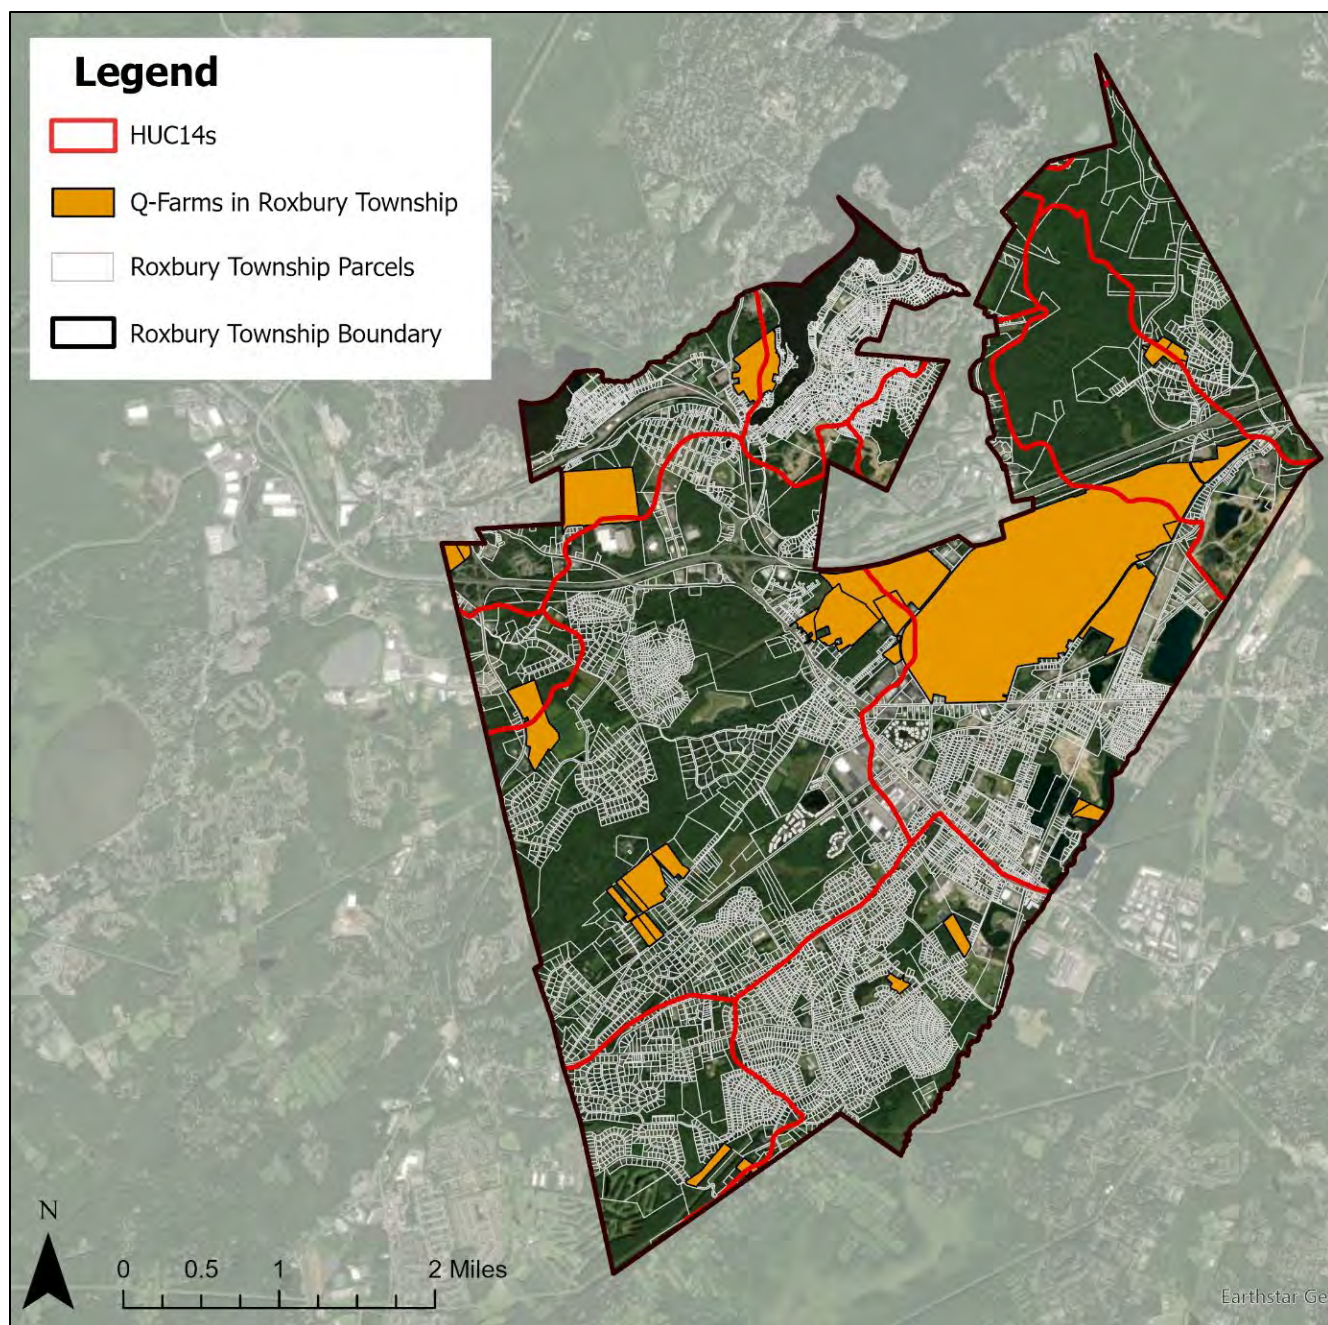 Legend
HUC14s
Q-Farms in Roxbury Township
Roxbury Township Parcels
Roxbury Township Boundary
N
0 0.5 1 2 Miles
Earthstar Ge